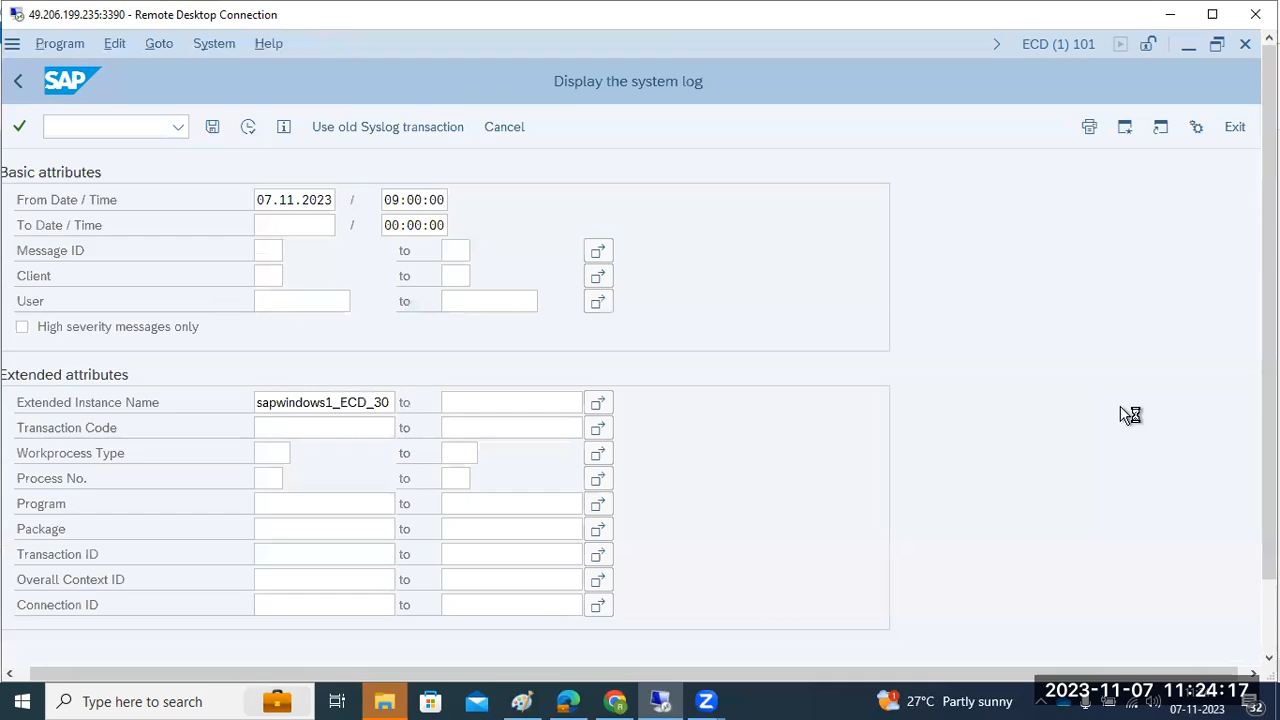 49.206.199.235:3390 - Remote Desktop Connection
Program Edit Goto System Help ECD (1) 101
SAP Display the system log
Use old Syslog transaction Cancel Exit
Basic attributes
From Date / Time 07.11.2023 / 09:00:00
To Date / Time / 00:00:00
Message ID to
Client to
User to
High severity messages only
Extended attributes
Extended Instance Name sapwindows1_ECD_30 to
Transaction Code to
Workprocess Type to
Process No. to
Program to
Package to
Transaction ID to
Overall Context ID to
Connection ID to
Type here to search 27°C Partly sunny
2023-11-07 11:24:17
07-11-2023 32